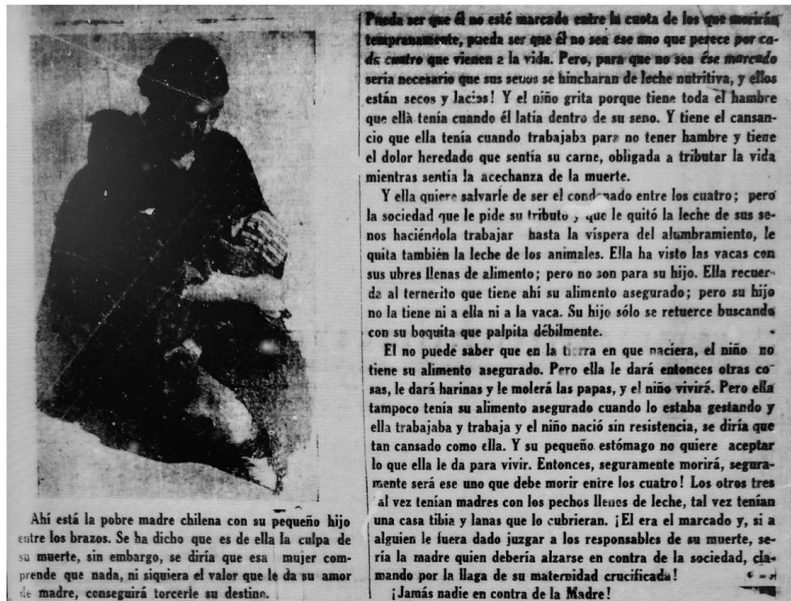 Ahí está la pobre madre chilena con su pequeño hijo
entre los brazos. Se ha dicho que es de ella la culpa de
su muerte, sin embargo, se diría que esa mujer com-
prende que nada, ni siquiera el valor que le da su amor
de madre, conseguirá torcerle su destino.
Pueda ser que él no esté marcado entre la cuota de los que morirán
tempranamente, pueda ser que él no sea ese uno que perece por ca-
da cuatro que vienen a la vida. Pero, para que no sea ése marcado
sería necesario que sus senos se hincharan de leche nutritiva, y ellos
están secos y lacios! Y el niño grita porque tiene toda el hambre
que ella tenía cuando él latía dentro de su seno. Y tiene el cansan-
cio que ella tenía cuando trabajaba para no tener hambre y tiene
el dolor heredado que sentía su carne, obligada a tributar la vida
mientras sentía la acechanza de la muerte.
Y ella quiere salvarle de ser el condenado entre los cuatro; pero
la sociedad que le pide su tributo y que le quitó la leche de sus se-
nos haciéndola trabajar hasta la víspera del alumbramiento, le
quita también la leche de los animales. Ella ha visto las vacas con
sus ubres llenas de alimento; pero no son para su hijo. Ella recuer-
da al ternerito que tiene ahí su alimento asegurado; pero su hijo
no la tiene ni a ella ni a la vaca. Su hijo sólo se retuerce buscando
con su boquita que palpita débilmente.
El no puede saber que en la tierra en que naciera, el niño no
tiene su alimento asegurado. Pero ella le dará entonces otras co-
sas, le dará harinas y le molerá las papas, y el niño vivirá. Pero ella
tampoco tenía su alimento asegurado cuando lo estaba gestando y
ella trabajaba y trabaja y el niño nació sin resistencia, se diría que
tan cansado como ella. Y su pequeño estómago no quiere aceptar
lo que ella le da para vivir. Entonces, seguramente morirá, segura-
mente será ese uno que debe morir entre los cuatro! Los otros tres
al vez tenían madres con los pechos llenos de leche, tal vez tenían
una casa tibia y lanas que lo cubrieran. ¡El era el marcado y, si a
alguien le fuera dado juzgar a los responsables de su muerte, se-
ría la madre quien debería alzarse en contra de la sociedad, cla-
mando por la llaga de su maternidad crucificada!
¡Jamás nadie en contra de la Madre!